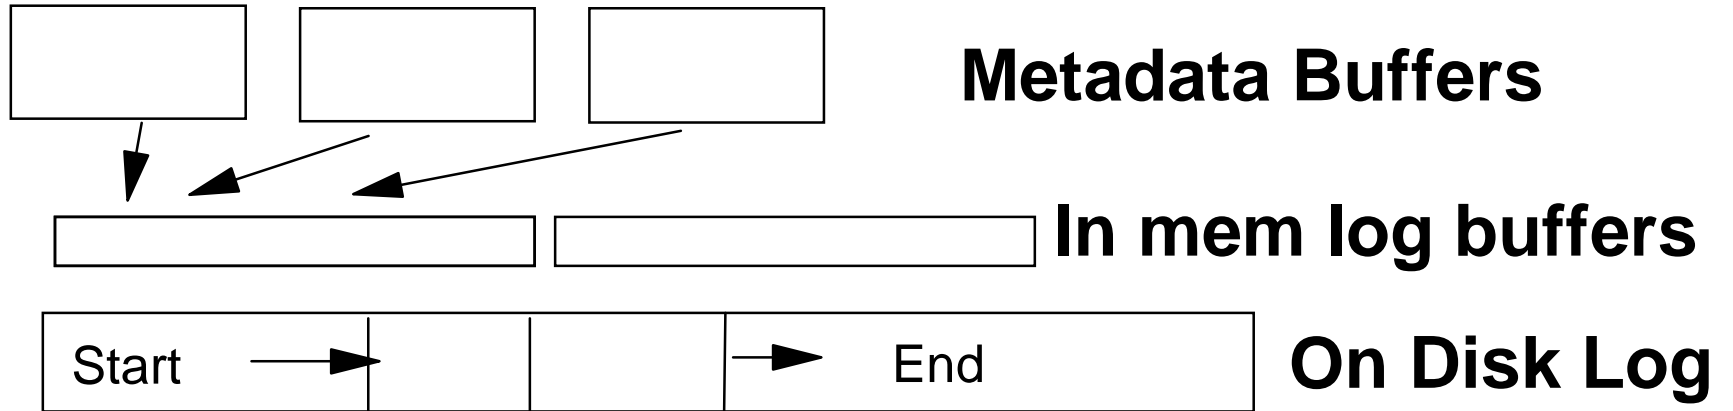 Metadata Buffers
In mem log buffers
Start
End
On Disk Log